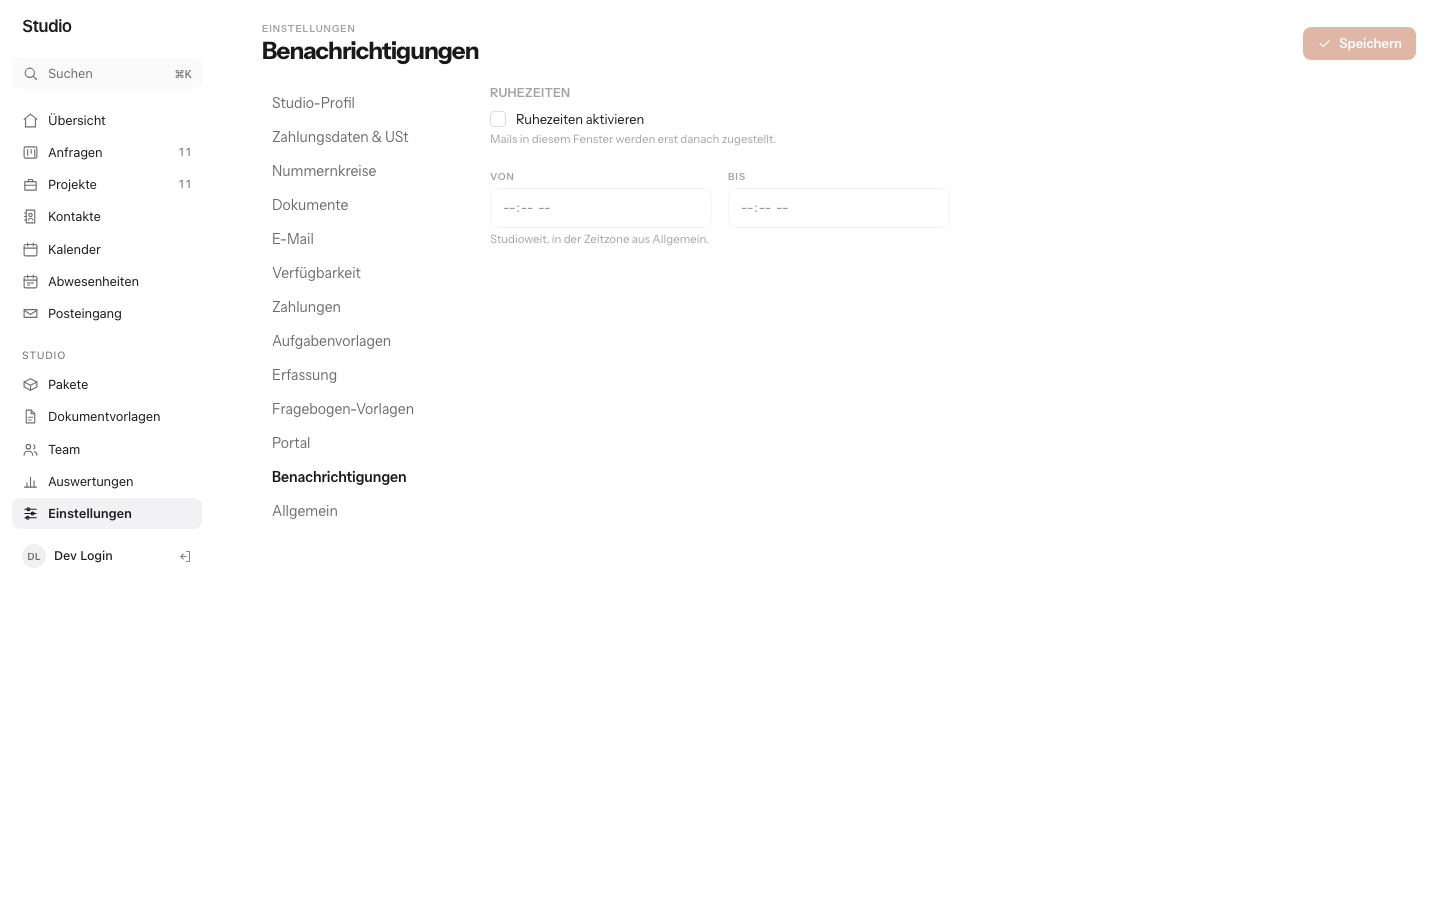 Studio
Suchen ⌘K
Übersicht
Anfragen 11
Projekte 11
Kontakte
Kalender
Abwesenheiten
Posteingang
STUDIO
Pakete
Dokumentvorlagen
Team
Auswertungen
Einstellungen
DL Dev Login
EINSTELLUNGEN
Benachrichtigungen
Speichern
Studio-Profil
Zahlungsdaten & USt
Nummernkreise
Dokumente
E-Mail
Verfügbarkeit
Zahlungen
Aufgabenvorlagen
Erfassung
Fragebogen-Vorlagen
Portal
Benachrichtigungen
Allgemein
RUHEZEITEN
Ruhezeiten aktivieren
Mails in diesem Fenster werden erst danach zugestellt.
VON BIS
--:-- -- --:-- --
Studioweit, in der Zeitzone aus Allgemein.